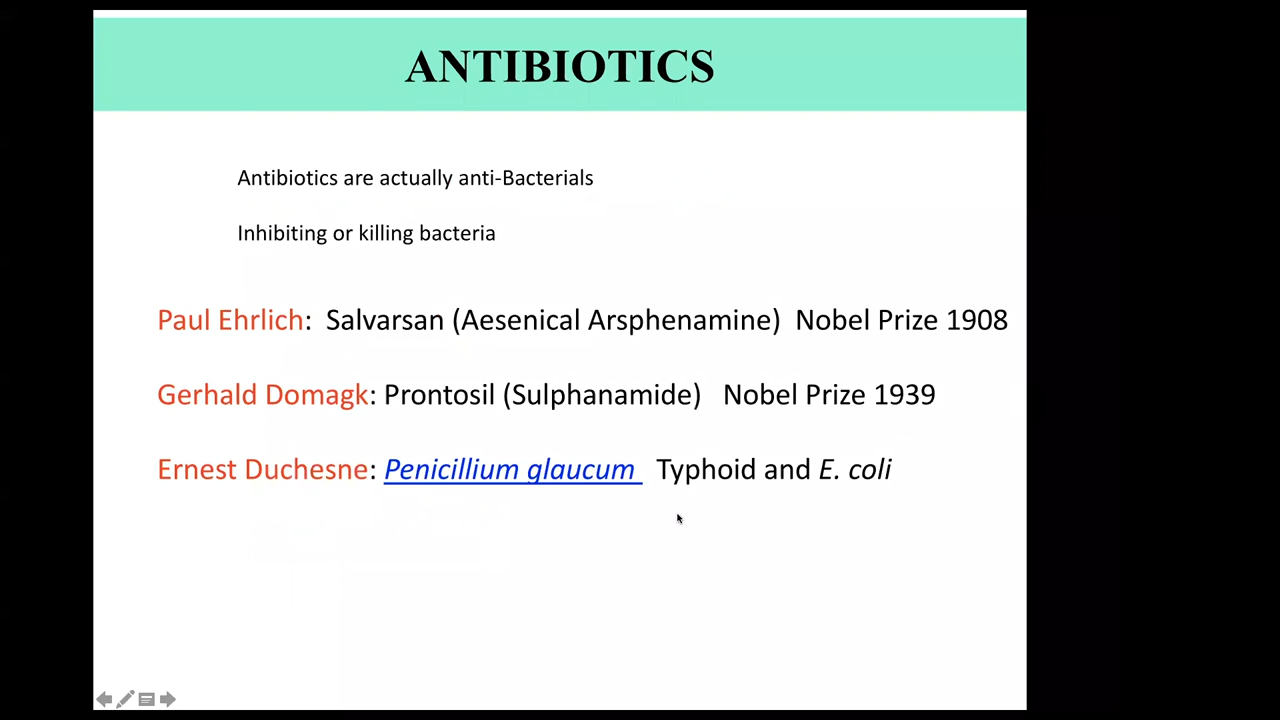 ANTIBIOTICS
Antibiotics are actually anti-Bacterials
Inhibiting or killing bacteria
Paul Ehrlich: Salvarsan (Aesenical Arsphenamine) Nobel Prize 1908
Gerhald Domagk: Prontosil (Sulphanamide) Nobel Prize 1939
Ernest Duchesne: Penicillium glaucum Typhoid and E. coli